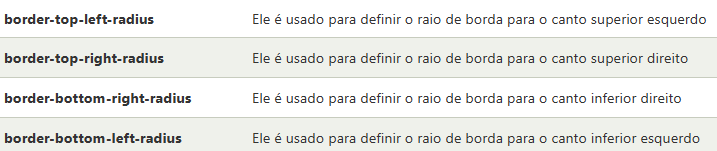 border-top-left-radius Ele é usado para definir o raio de borda para o canto superior esquerdo
border-top-right-radius Ele é usado para definir o raio de borda para o canto superior direito
border-bottom-right-radius Ele é usado para definir o raio de borda para o canto inferior direito
border-bottom-left-radius Ele é usado para definir o raio de borda para o canto inferior esquerdo